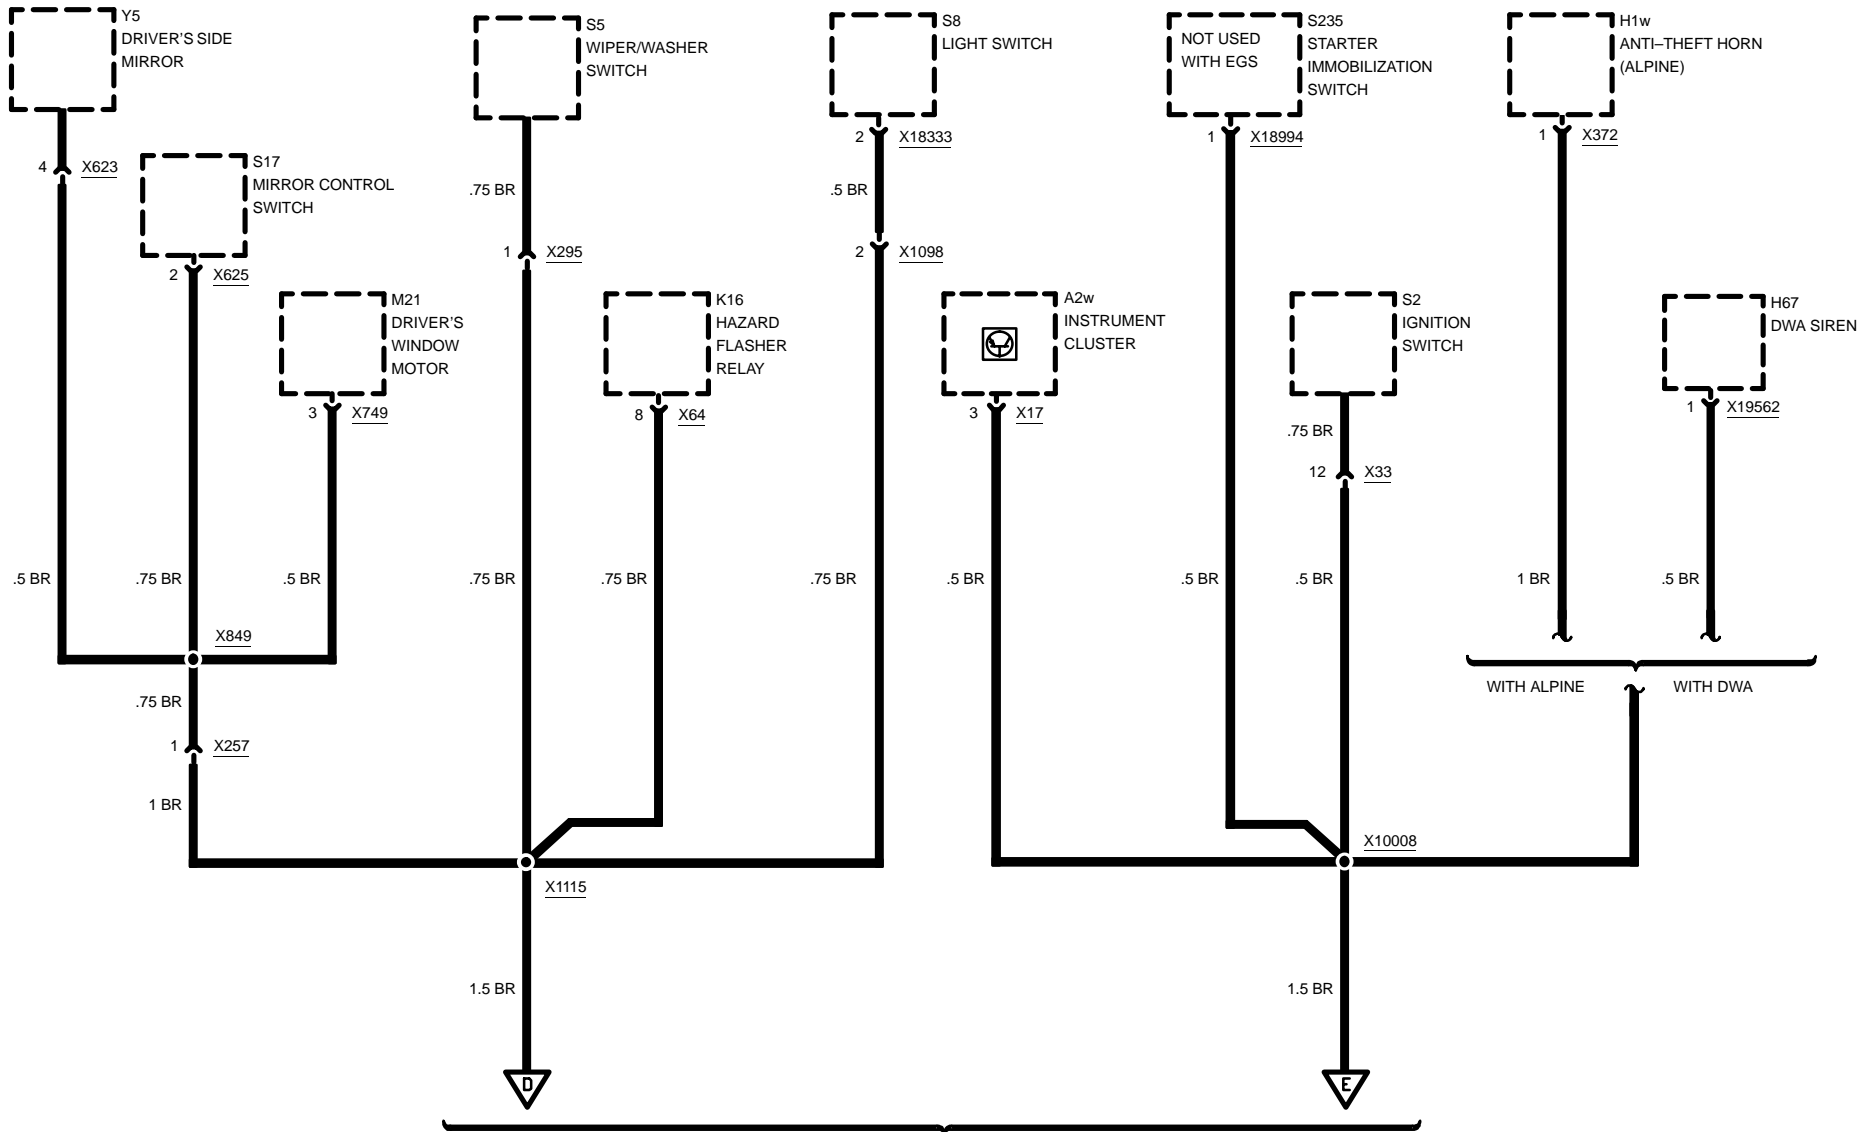 Y5
DRIVER'S SIDE
MIRROR
S5
WIPER/WASHER
SWITCH
S8
LIGHT SWITCH
NOT USED
WITH EGS
S235
STARTER
IMMOBILIZATION
SWITCH
H1w
ANTI–THEFT HORN
(ALPINE)
2
X18333
1
X18994
1
X372
4
X623
S17
MIRROR CONTROL
SWITCH
.75 BR
.5 BR
1
X295
2
X1098
2
X625
M21
DRIVER'S
WINDOW
MOTOR
K16
HAZARD
FLASHER
RELAY
A2w
INSTRUMENT
CLUSTER
S2
IGNITION
SWITCH
H67
DWA SIREN
3
X749
8
X64
3
X17
1
X19562
.75 BR
12
X33
.5 BR
.75 BR
.5 BR
.75 BR
.75 BR
.75 BR
.5 BR
.5 BR
.5 BR
1 BR
.5 BR
X849
WITH ALPINE
WITH DWA
.75 BR
1
X257
1 BR
X10008
X1115
1.5 BR
1.5 BR
D
E